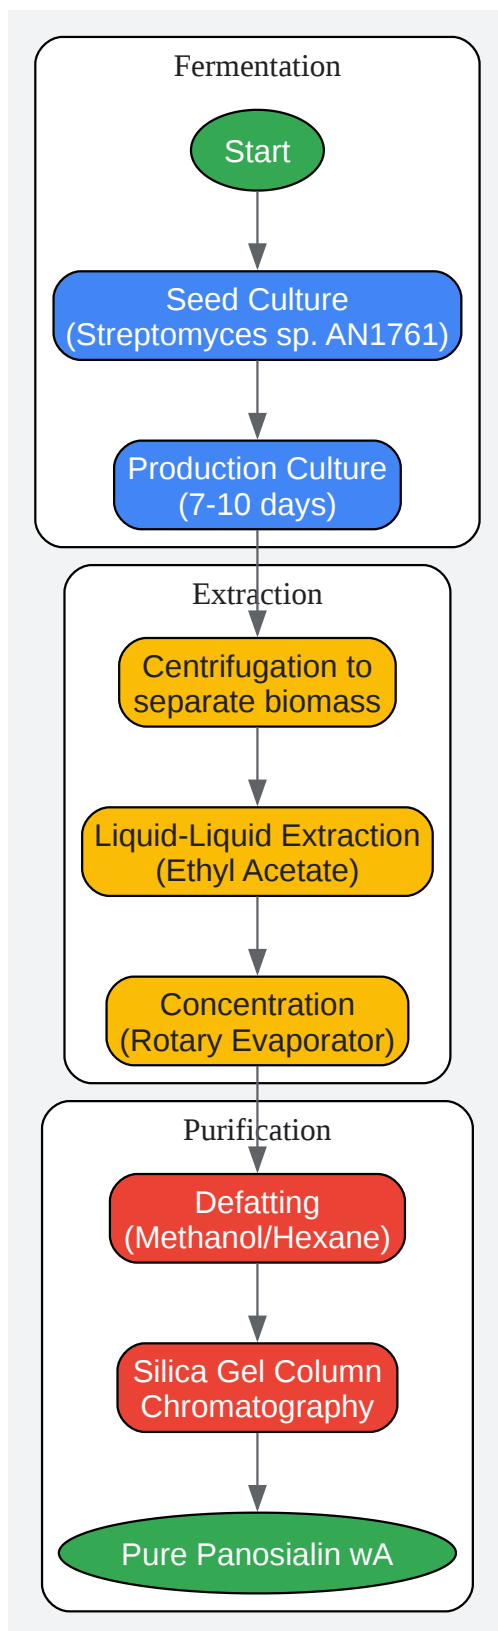 Fermentation
Start
Seed Culture
(Streptomyces sp. AN1761)
Production Culture
(7-10 days)
Extraction
Centrifugation to
separate biomass
Liquid-Liquid Extraction
(Ethyl Acetate)
Concentration
(Rotary Evaporator)
Purification
Defatting
(Methanol/Hexane)
Silica Gel Column
Chromatography
Pure Panosialin wA